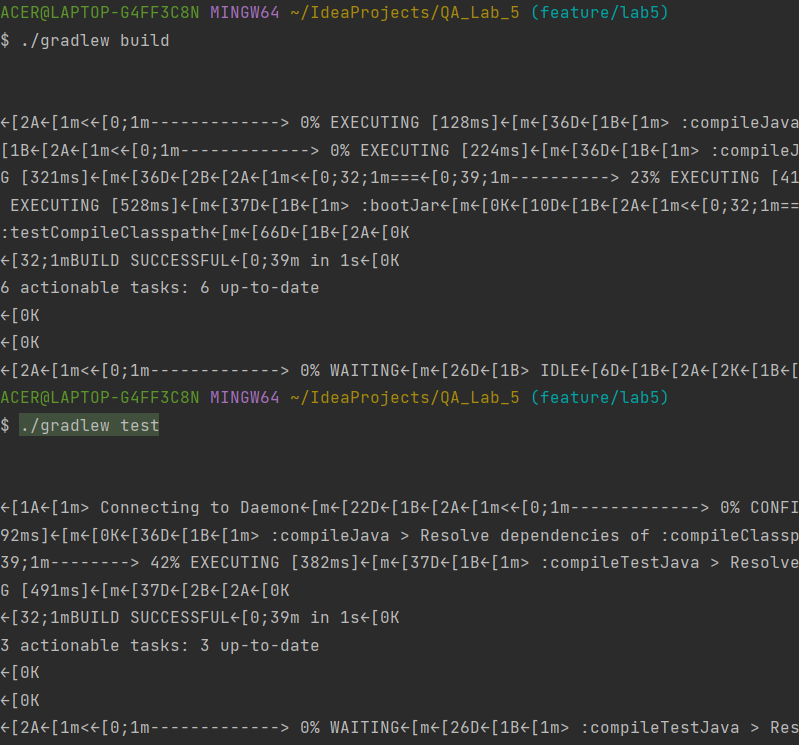 ACER@LAPTOP-G4FF3C8N MINGW64 ~/IdeaProjects/QA_Lab_5 (feature/lab5)
$ ./gradlew build
←[2A←[1m<←[0;1m-------------> 0% EXECUTING [128ms]←[m←[36D←[1B←[1m> :compileJava
[1B←[2A←[1m<←[0;1m-------------> 0% EXECUTING [224ms]←[m←[36D←[1B←[1m> :compileJ
G [321ms]←[m←[36D←[2B←[2A←[1m<←[0;32;1m===←[0;39;1m----------> 23% EXECUTING [41
 EXECUTING [528ms]←[m←[37D←[1B←[1m> :bootJar←[m←[0K←[10D←[1B←[2A←[1m<←[0;32;1m==
:testCompileClasspath←[m←[66D←[1B←[2A←[0K
←[32;1mBUILD SUCCESSFUL←[0;39m in 1s←[0K
6 actionable tasks: 6 up-to-date
←[0K
←[0K
←[2A←[1m<←[0;1m-------------> 0% WAITING←[m←[26D←[1B> IDLE←[6D←[1B←[2A←[2K←[1B←[
ACER@LAPTOP-G4FF3C8N MINGW64 ~/IdeaProjects/QA_Lab_5 (feature/lab5)
$ ./gradlew test
←[1A←[1m> Connecting to Daemon←[m←[22D←[1B←[2A←[1m<←[0;1m-------------> 0% CONFI
92ms]←[m←[0K←[36D←[1B←[1m> :compileJava > Resolve dependencies of :compileClassp
39;1m--------> 42% EXECUTING [382ms]←[m←[37D←[1B←[1m> :compileTestJava > Resolve
G [491ms]←[m←[37D←[2B←[2A←[0K
←[32;1mBUILD SUCCESSFUL←[0;39m in 1s←[0K
3 actionable tasks: 3 up-to-date
←[0K
←[0K
←[2A←[1m<←[0;1m-------------> 0% WAITING←[m←[26D←[1B←[1m> :compileTestJava > Res